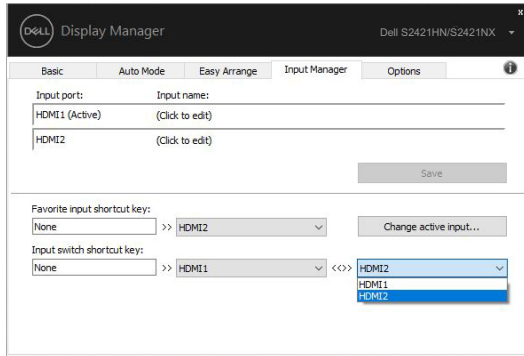 DELL Display Manager Dell S2421HN/S2421NX x
Basic Auto Mode Easy Arrange Input Manager Options
Input port: Input name:
HDMI1 (Active) (Click to edit)
HDMI2 (Click to edit)
Save
Favorite input shortcut key:
None >> HDMI2 Change active input...
Input switch shortcut key:
None >> HDMI1 <<>> HDMI2
HDMI1
HDMI2